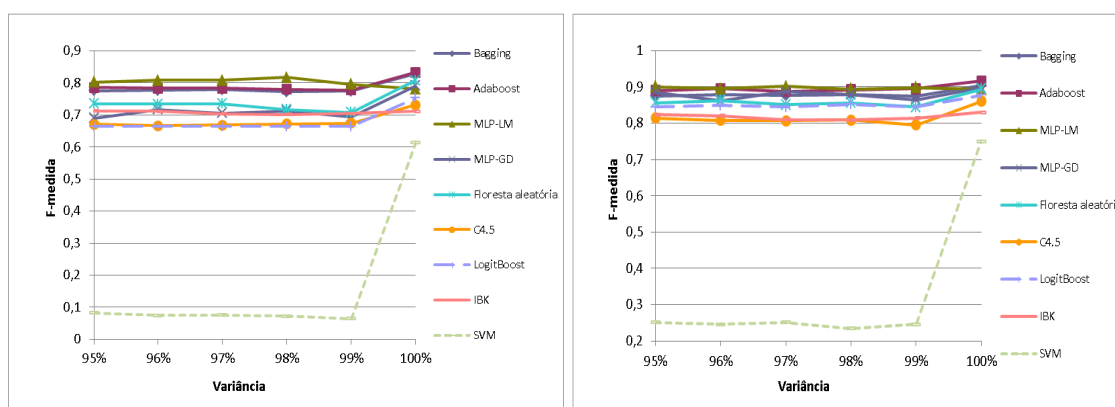 0,9
0,8
0,7
0,6
0,5
0,4
0,3
0,2
0,1
0
F-medida
95% 96% 97% 98% 99% 100%
Variância
Bagging
Adaboost
MLP-LM
MLP-GD
Floresta aleatória
C4.5
LogitBoost
IBK
SVM
1
0,9
0,8
0,7
0,6
0,5
0,4
0,3
0,2
F-medida
95% 96% 97% 98% 99% 100%
Variância
Bagging
Adaboost
MLP-LM
MLP-GD
Floresta aleatóri
C4.5
LogitBoost
IBK
SVM